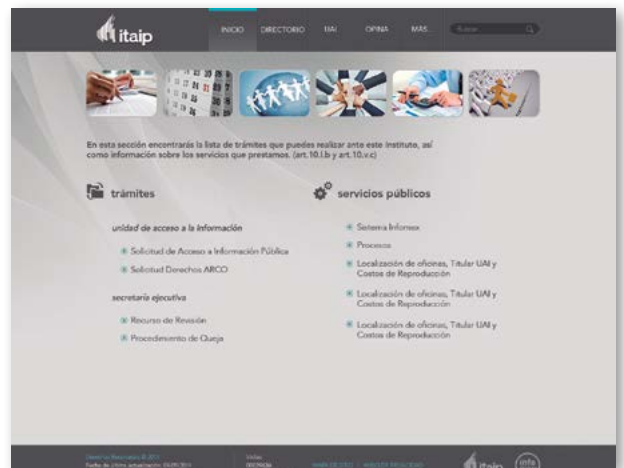 itaip
INICIO DIRECTORIO UAI OPINA MÁS... Buscar
En esta sección encontrarás la lista de trámites que puedes realizar ante este Instituto, así
como información sobre los servicios que prestamos. (art.10.I.b y art.10.v.c)
trámites
unidad de acceso a la Información
Solicitud de Acceso a Información Pública
Solicitud Derechos ARCO
secretaría ejecutiva
Recurso de Revisión
Procedimiento de Queja
servicios públicos
Sistema Infomex
Procesos
Localización de oficinas, Titular UAI y
Costos de Reproducción
Localización de oficinas, Titular UAI y
Costos de Reproducción
Localización de oficinas, Titular UAI y
Costos de Reproducción
Visitas
itaip
info